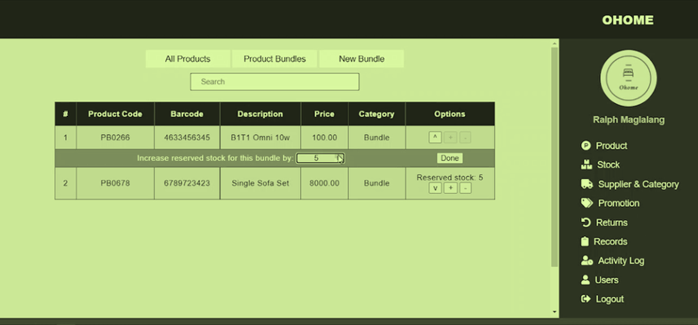 OHOME
All Products Product Bundles New Bundle
Search
# Product Code Barcode Description Price Category Options
1 PB0266 4633456345 B1T1 Omni 10w 100.00 Bundle ^ + -
Increase reserved stock for this bundle by: 5 Done
2 PB0678 6789723423 Single Sofa Set 8000.00 Bundle Reserved stock: 5
v + -
Ohome
Ralph Maglalang
Product
Stock
Supplier & Category
Promotion
Returns
Records
Activity Log
Users
Logout